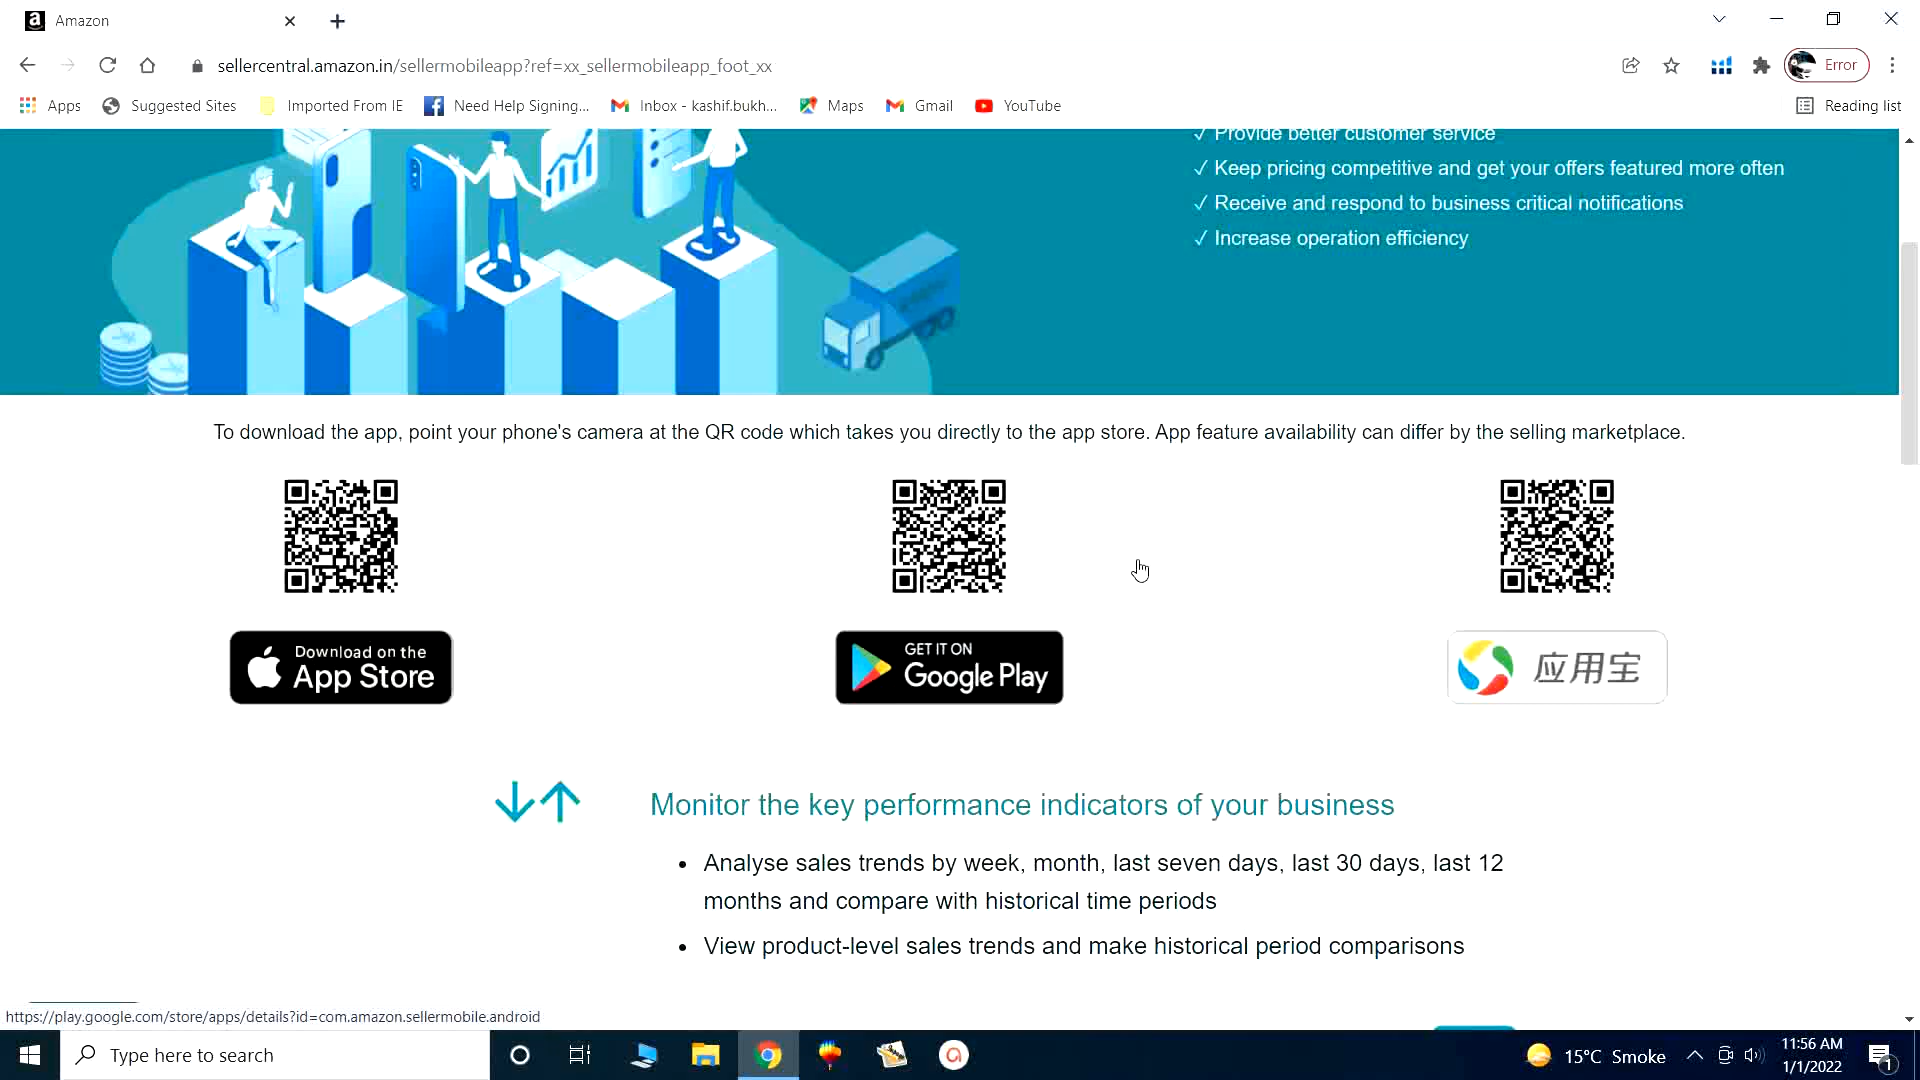 Amazon
sellercentral.amazon.in/sellermobileapp?ref=xx_sellermobileapp_foot_xx
Error
Apps
Suggested Sites
Imported From IE
Need Help Signing...
Inbox - kashif.bukh...
Maps
Gmail
YouTube
Reading list
✓ Provide better customer service
✓ Keep pricing competitive and get your offers featured more often
✓ Receive and respond to business critical notifications
✓ Increase operation efficiency
To download the app, point your phone's camera at the QR code which takes you directly to the app store. App feature availability can differ by the selling marketplace.
Download on the
App Store
GET IT ON
Google Play
应用宝
Monitor the key performance indicators of your business
• Analyse sales trends by week, month, last seven days, last 30 days, last 12
months and compare with historical time periods
• View product-level sales trends and make historical period comparisons
https://play.google.com/store/apps/details?id=com.amazon.sellermobile.android
Type here to search
15°C Smoke
11:56 AM
1/1/2022
1